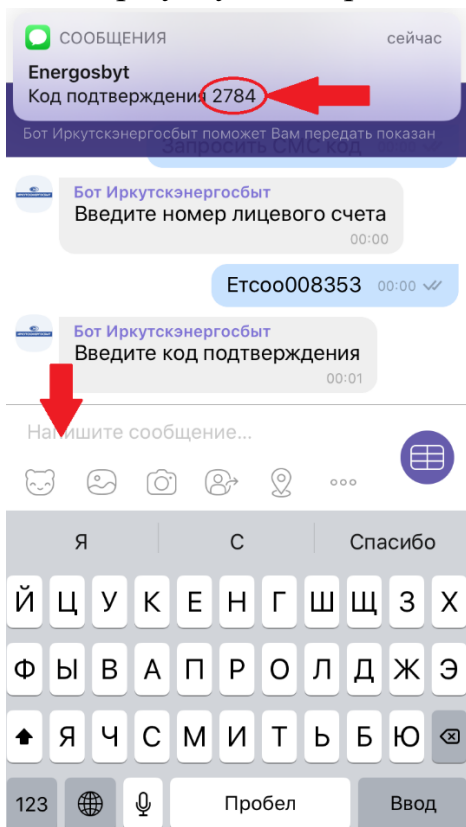 СООБЩЕНИЯ сейчас
Energosbyt
Код подтверждения 2784
Бот Иркутскэнергосбыт поможет Вам передать показан
Запросить СМС код
Бот Иркутскэнергосбыт
Введите номер лицевого счета
00:00
Етсоо008353 00:00
Бот Иркутскэнергосбыт
Введите код подтверждения
00:01
Напишите сообщение...
Я С Спасибо
Й Ц У К Е Н Г Ш Щ З Х
Ф Ы В А П Р О Л Д Ж Э
Я Ч С М И Т Ь Б Ю
123 Пробел Ввод